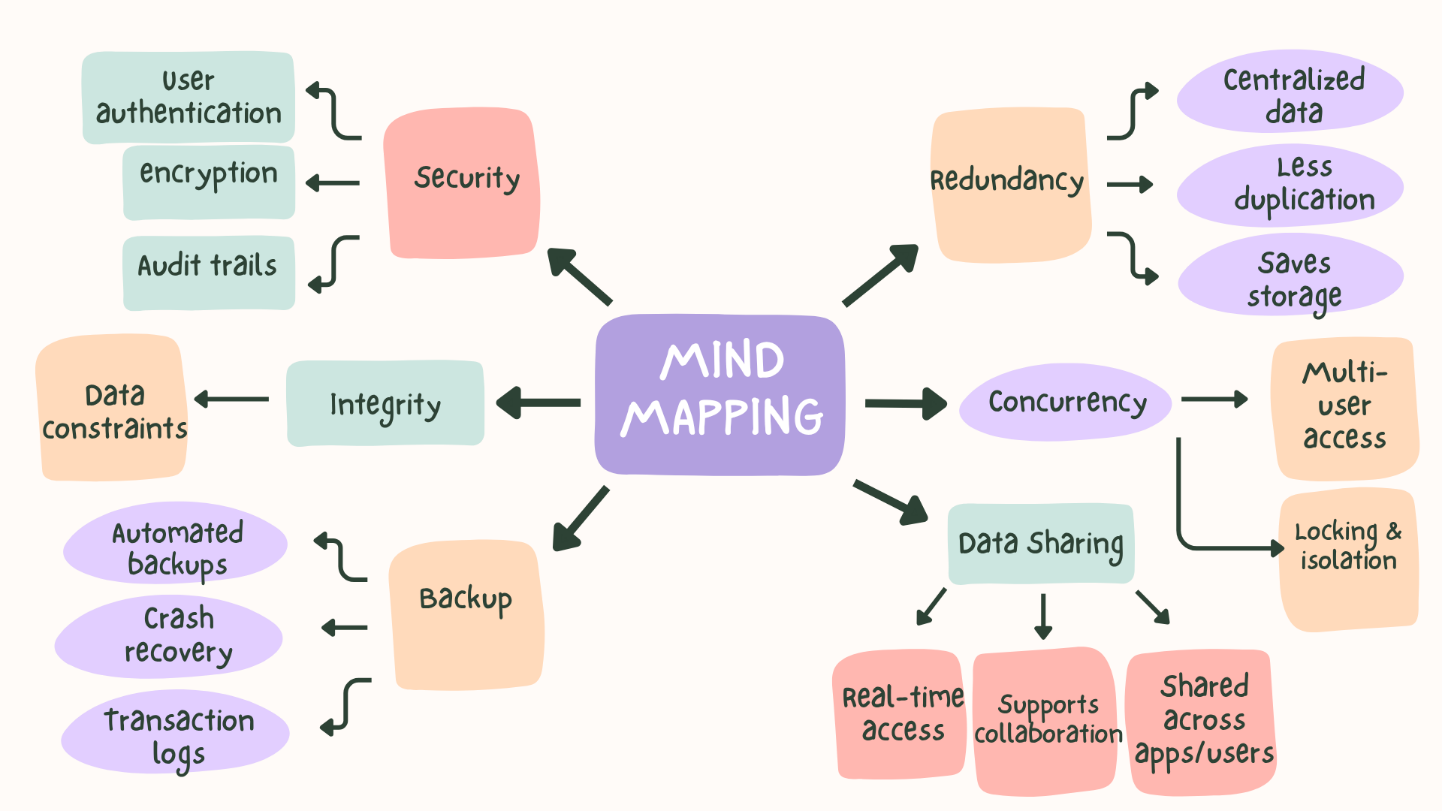 User
authentication
encryption
Audit trails
Security
Redundancy
Centralized
data
Less
duplication
Saves
storage
MIND
MAPPING
Data
constraints
Integrity
Concurrency
Multi-
user
access
Locking &
isolation
Automated
backups
Crash
recovery
Transaction
logs
Backup
Data Sharing
Real-time
access
Supports
collaboration
Shared
across
apps/users